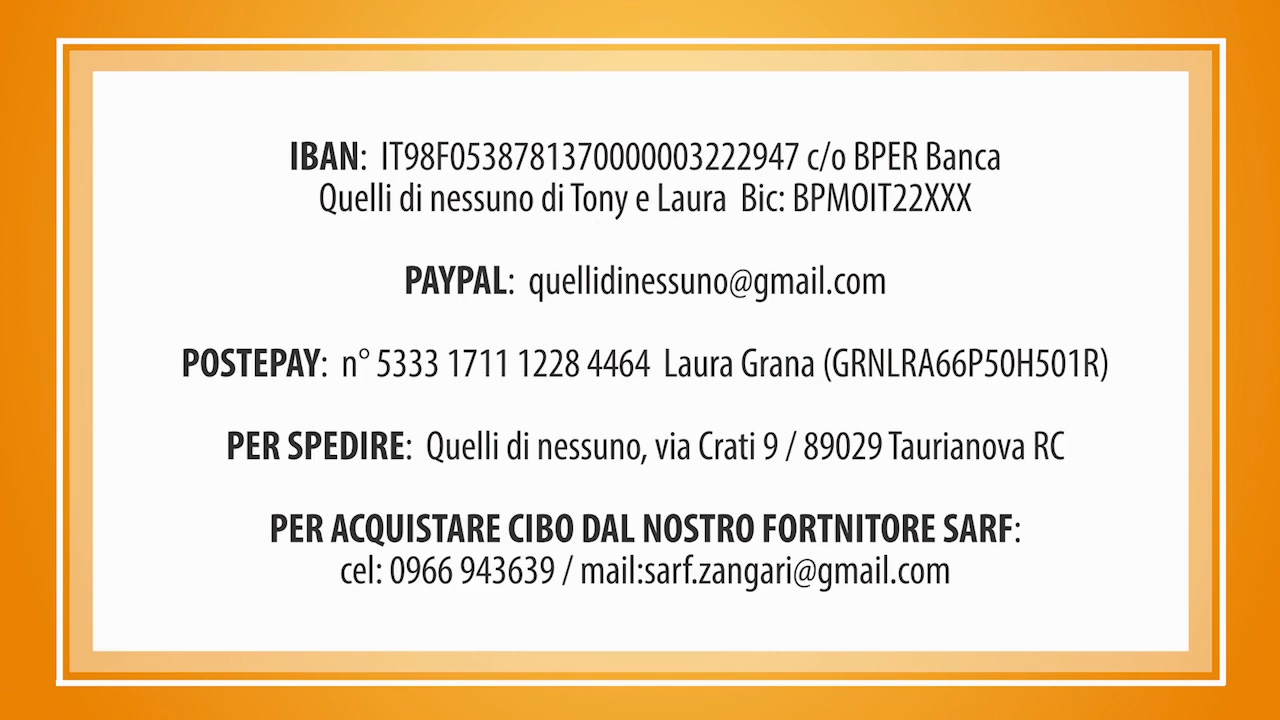 IBAN: IT98F0538781370000003222947 c/o BPER Banca
Quelli di nessuno di Tony e Laura Bic: BPMOIT22XXX
PAYPAL: quellidinessuno@gmail.com
POSTEPAY: n° 5333 1711 1228 4464 Laura Grana (GRNLRA66P50H501R)
PER SPEDIRE: Quelli di nessuno, via Crati 9 / 89029 Taurianova RC
PER ACQUISTARE CIBO DAL NOSTRO FORTNITORE SARF:
cel: 0966 943639 / mail:sarf.zangari@gmail.com